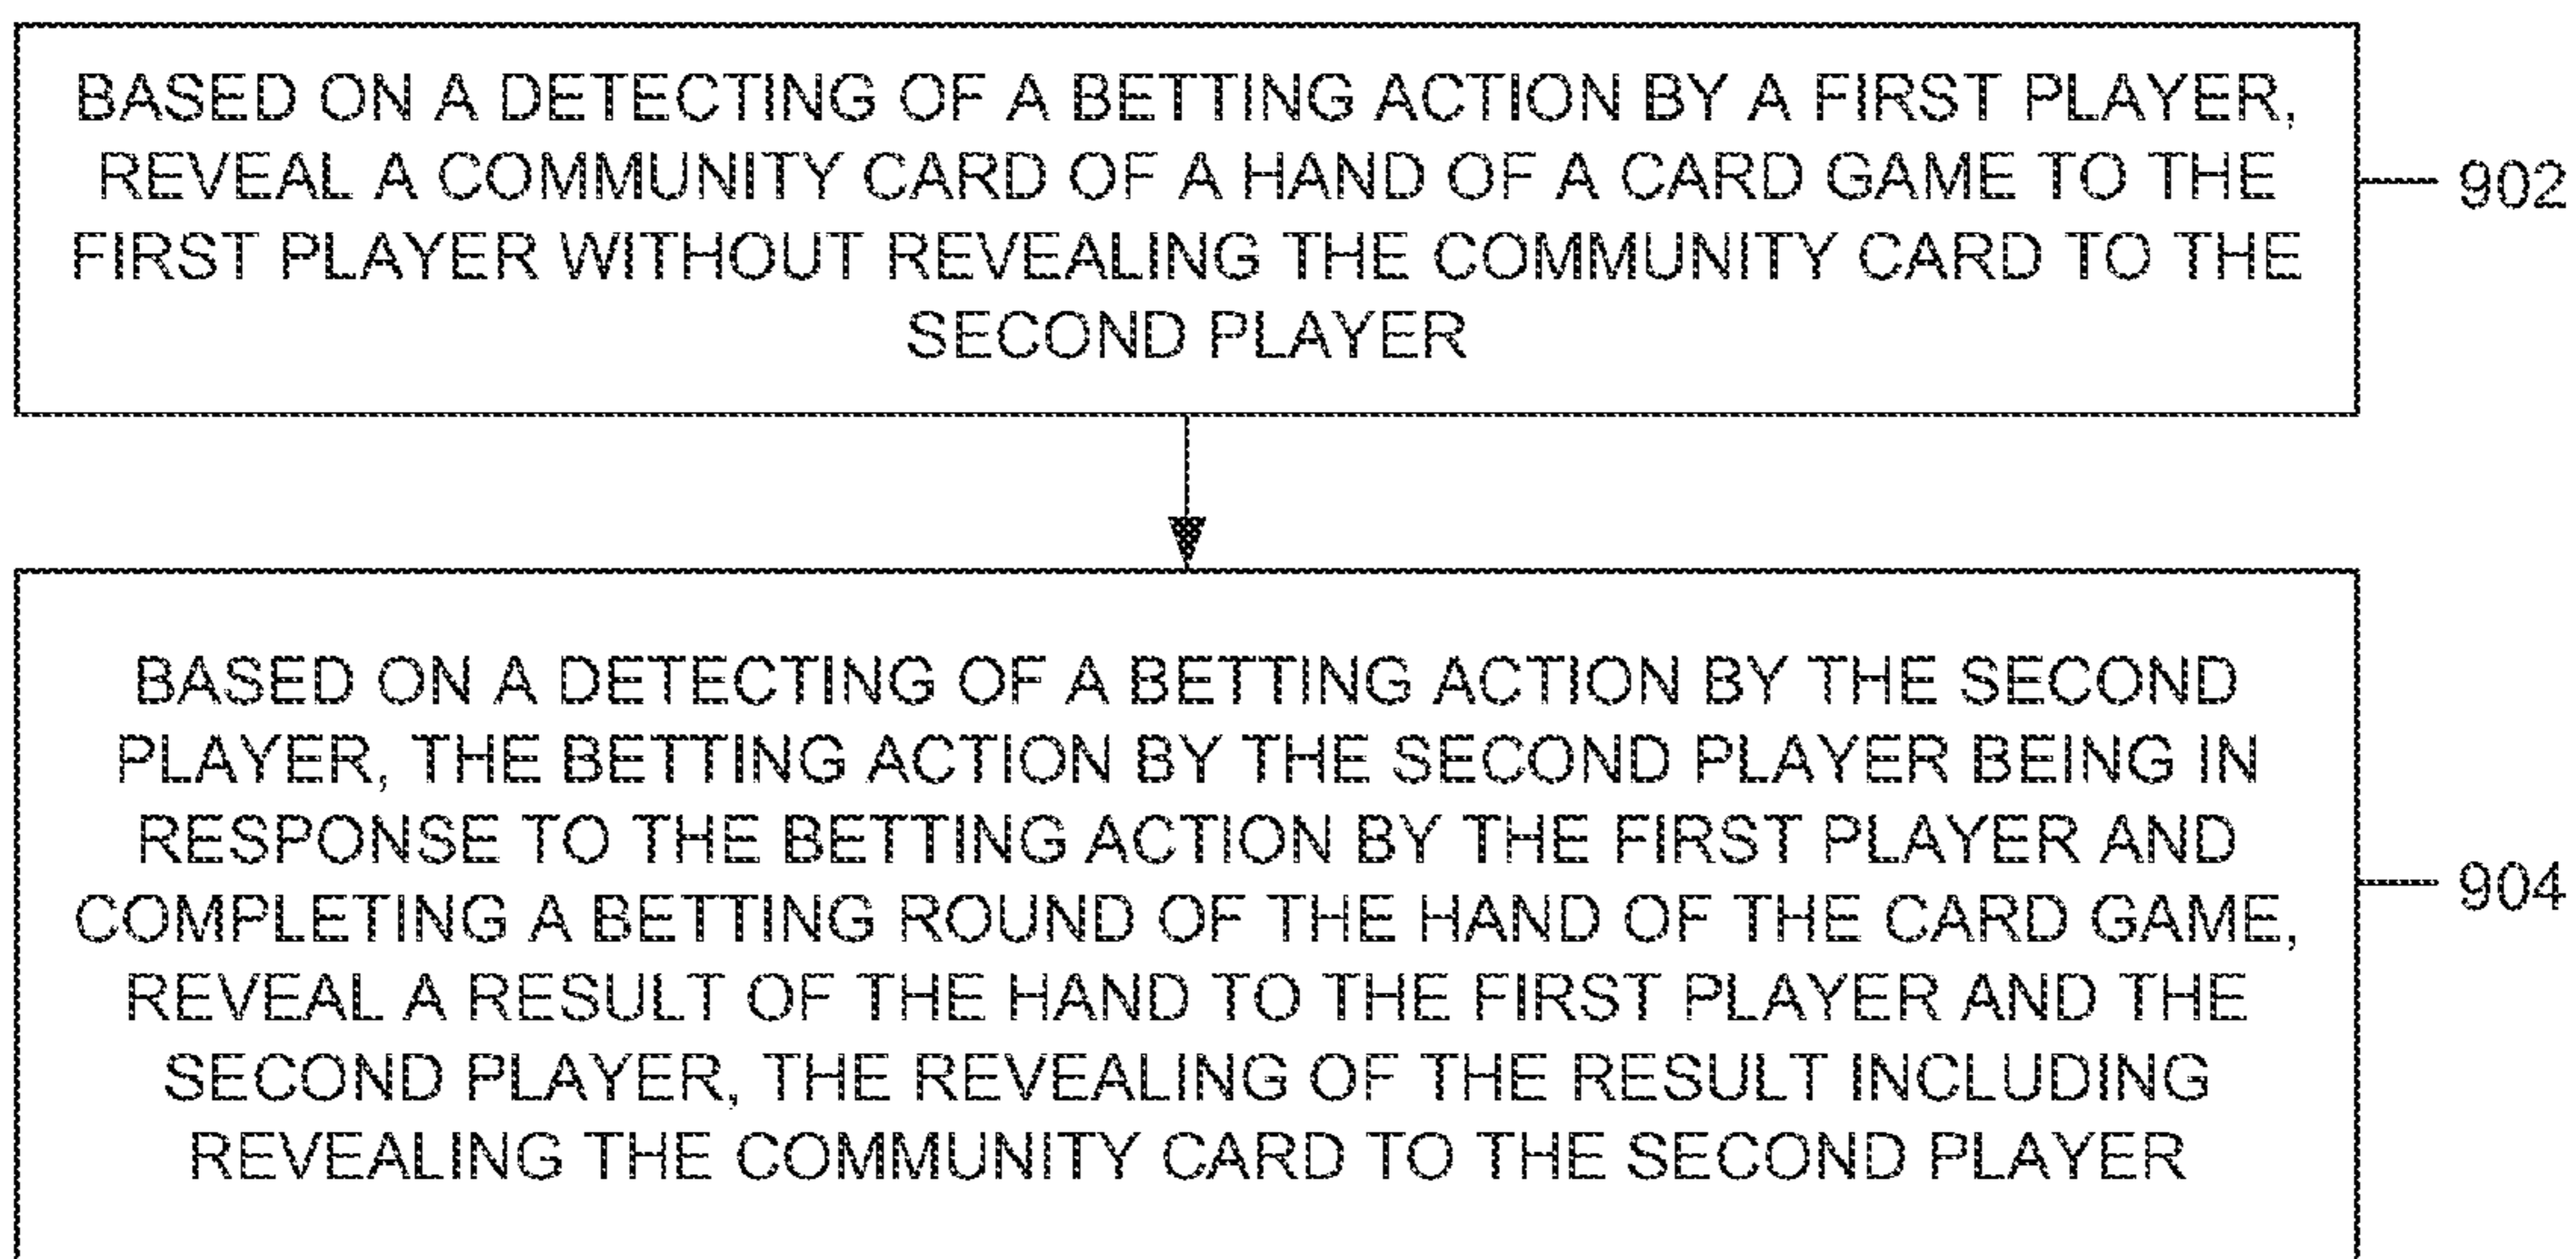 BASED ON A DETECTING OF A BETTING ACTION BY A FIRST PLAYER,
REVEAL A COMMUNITY CARD OF A HAND OF A CARD GAME TO THE
FIRST PLAYER WITHOUT REVEALING THE COMMUNITY CARD TO THE
SECOND PLAYER
902
BASED ON A DETECTING OF A BETTING ACTION BY THE SECOND
PLAYER, THE BETTING ACTION BY THE SECOND PLAYER BEING IN
RESPONSE TO THE BETTING ACTION BY THE FIRST PLAYER AND
COMPLETING A BETTING ROUND OF THE HAND OF THE CARD GAME,
REVEAL A RESULT OF THE HAND TO THE FIRST PLAYER AND THE
SECOND PLAYER, THE REVEALING OF THE RESULT INCLUDING
REVEALING THE COMMUNITY CARD TO THE SECOND PLAYER
904